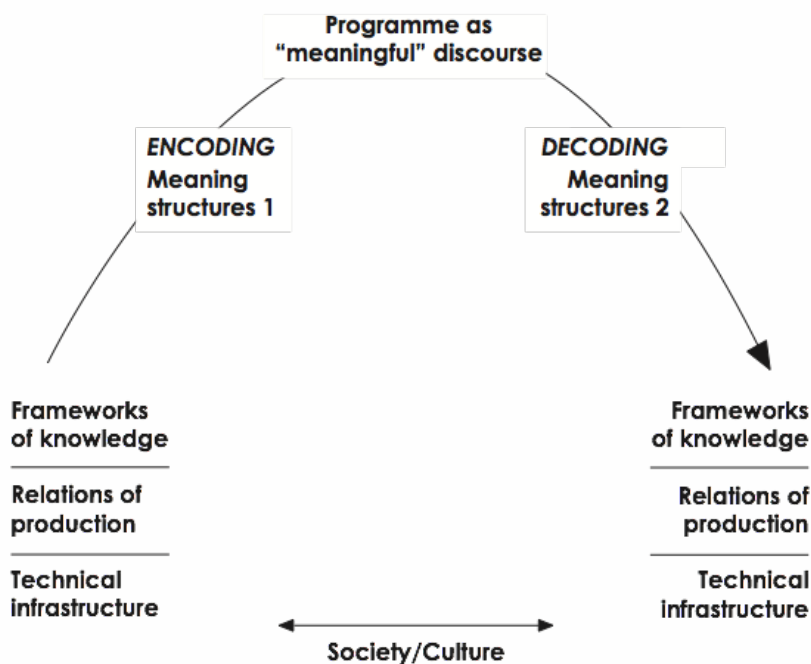 Programme as
“meaningful” discourse
ENCODING
Meaning
structures 1
DECODING
Meaning
structures 2
Frameworks
of knowledge
Relations of
production
Technical
infrastructure
Frameworks
of knowledge
Relations of
production
Technical
infrastructure
Society/Culture